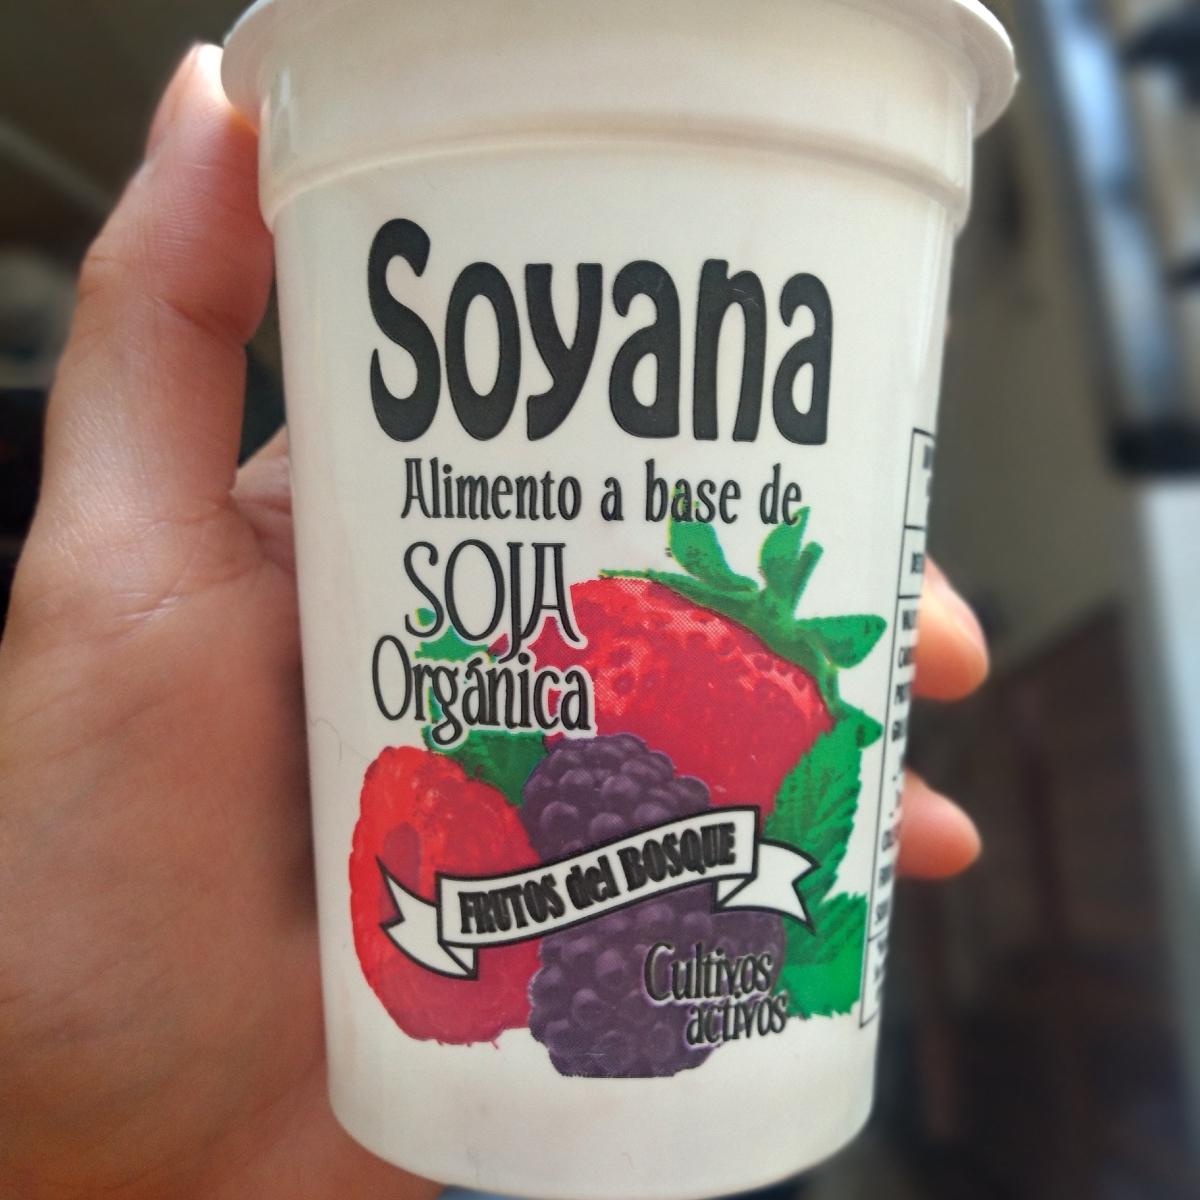 Soyana
Alimento a base de
SOJA
Orgánica
FRUTOS del BOSQUE
Cultivos
activos